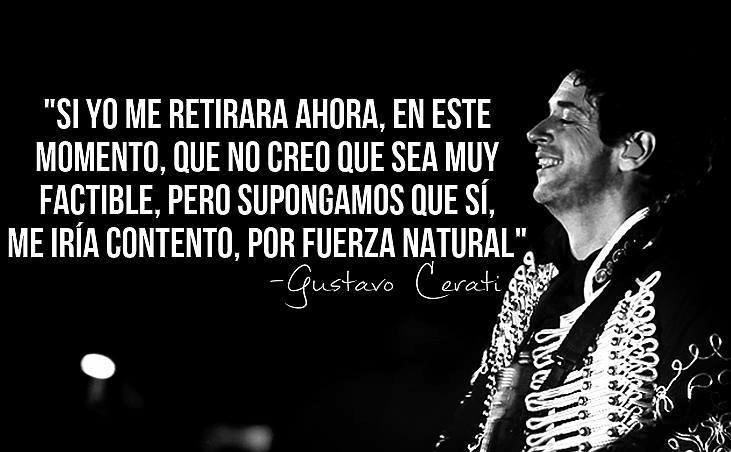 "SI YO ME RETIRARA AHORA, EN ESTE
MOMENTO, QUE NO CREO QUE SEA MUY
FACTIBLE, PERO SUPONGAMOS QUE SÍ,
ME IRÍA CONTENTO, POR FUERZA NATURAL"
-Gustavo Cerati